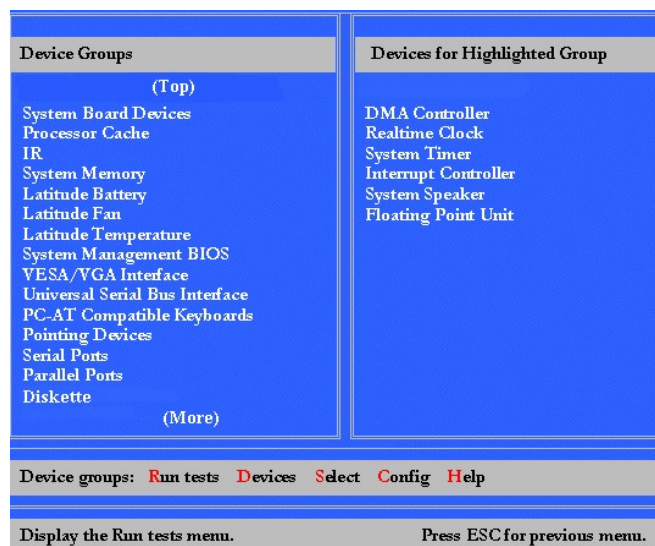 Device Groups
(Top)
System Board Devices
Processor Cache
IR
System Memory
Latitude Battery
Latitude Fan
Latitude Temperature
System Management BIOS
VESA/VGA Interface
Universal Serial Bus Interface
PC-AT Compatible Keyboards
Pointing Devices
Serial Ports
Parallel Ports
Diskette
(More)
Devices for Highlighted Group
DMA Controller
Realtime Clock
System Timer
Interrupt Controller
System Speaker
Floating Point Unit
Device groups: Run tests Devices Select Config Help
Display the Run tests menu. Press ESC for previous menu.